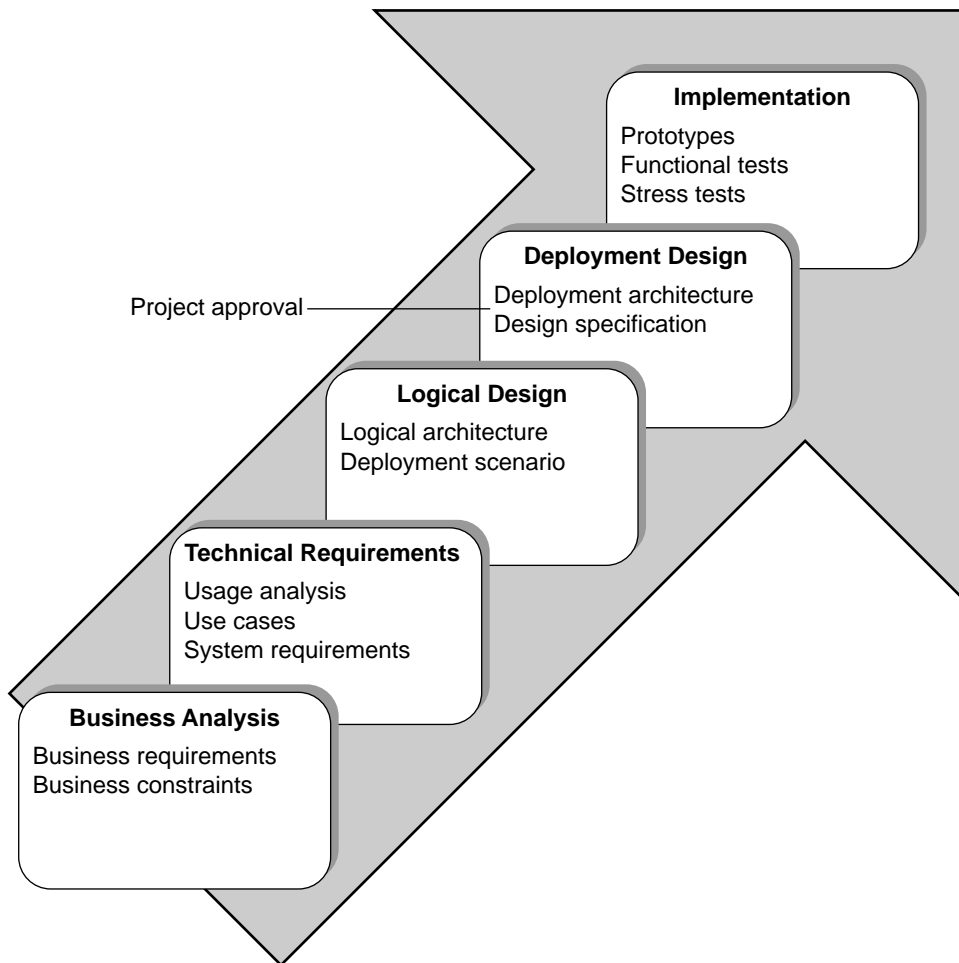 Implementation
Prototypes
Functional tests
Stress tests
Deployment Design
Deployment architecture
Design specification
Project approval
Logical Design
Logical architecture
Deployment scenario
Technical Requirements
Usage analysis
Use cases
System requirements
Business Analysis
Business requirements
Business constraints